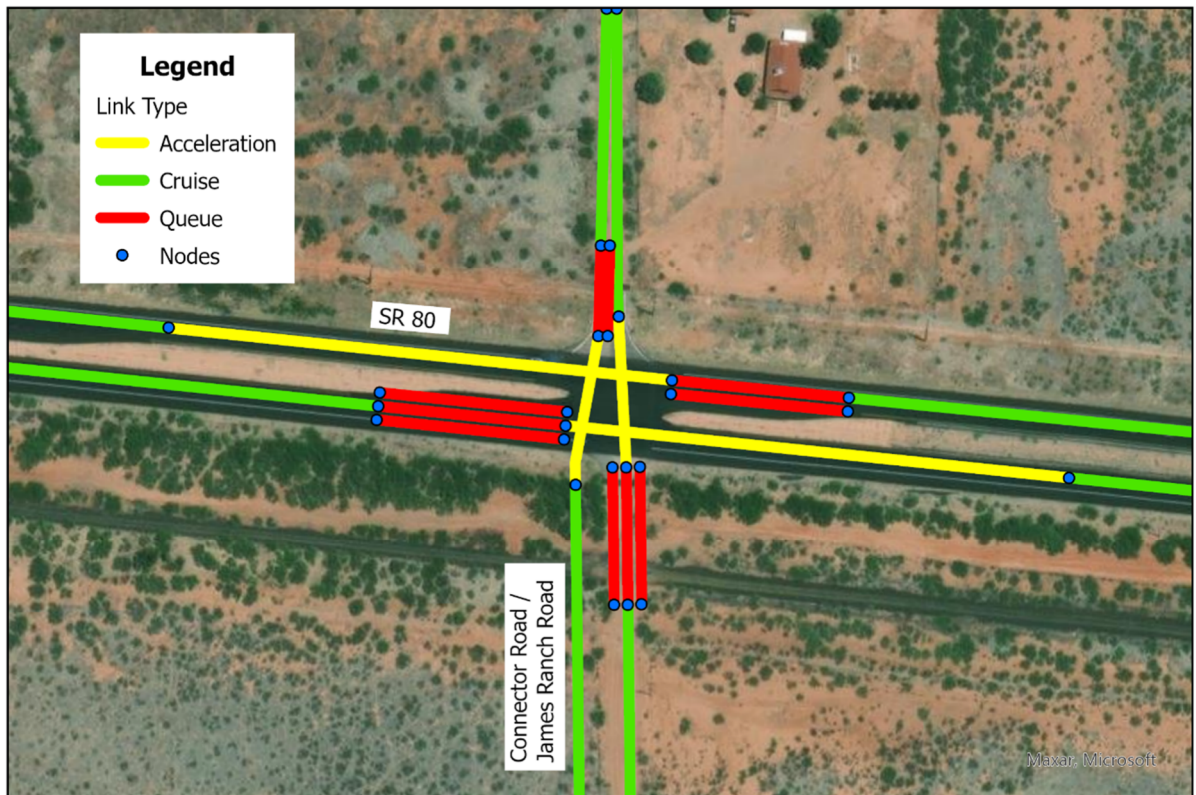 Legend
Link Type
Acceleration
Cruise
Queue
Nodes
SR 80
Connector Road /
James Ranch Road
Maxar, Microsoft